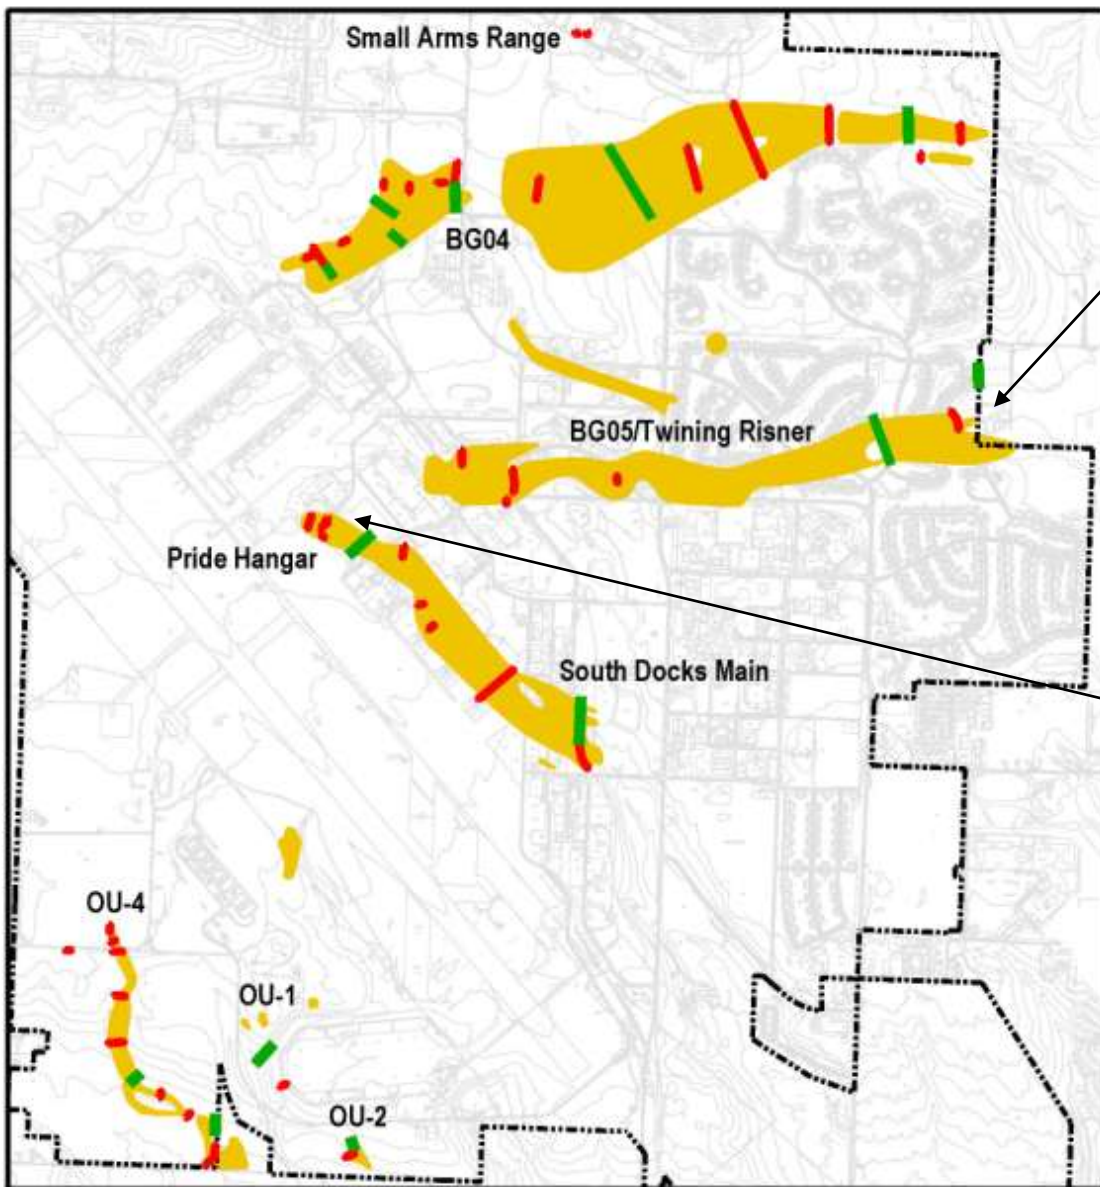 Small Arms Range
BG04
BG05/Twining Risner
Pride Hangar
South Docks Main
OU-4
OU-1
OU-2